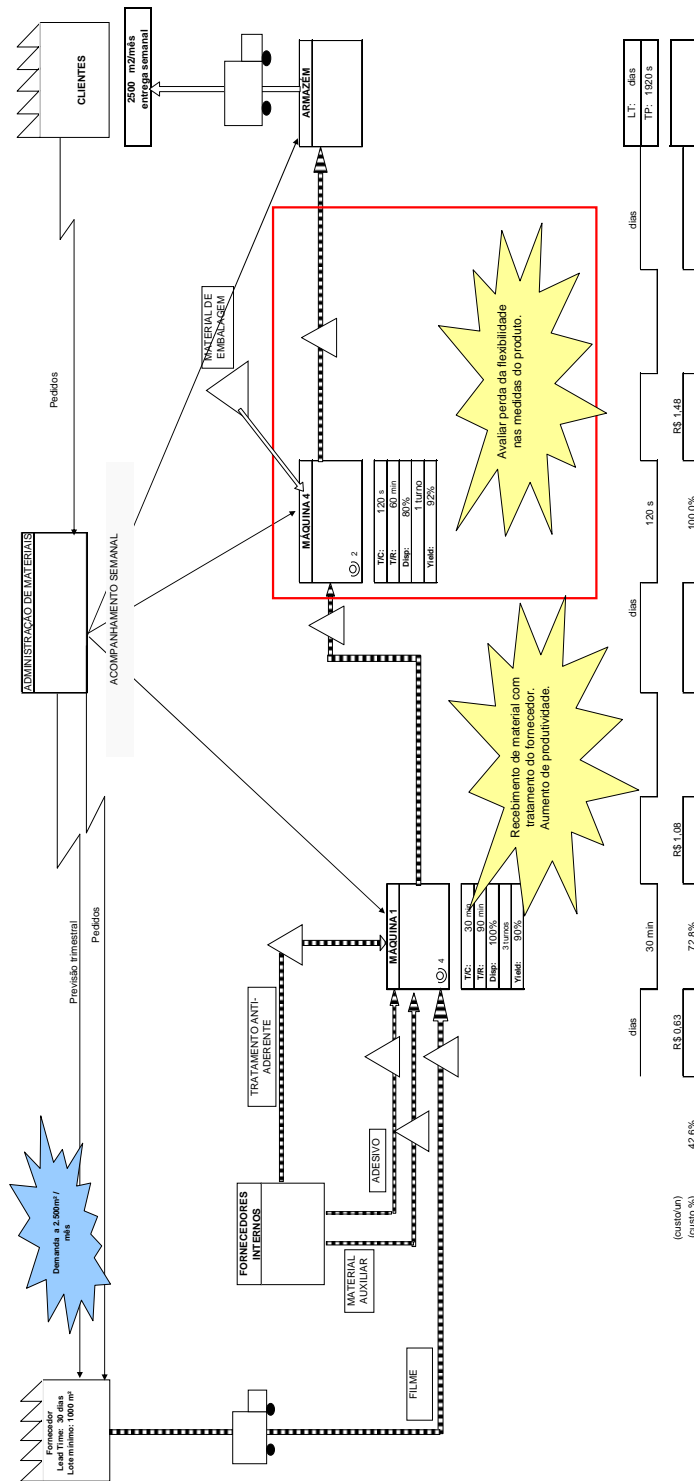 Fornecedor
Lead Time: 30 dias
Lote mínimo: 1000 m²
Demanda a 2.500m² /
mês
Previsão trimestral
Pedidos
ADMINISTRAÇÃO DE MATERIAIS
Pedidos
CLIENTES
2500 m2/mês
entrega semanal
ACOMPANHAMENTO SEMANAL
FORNECEDORES
INTERNOS
TRATAMENTO ANTI-
ADERENTE
ADESIVO
MATERIAL
AUXILIAR
FILME
MÁQUINA 1
4
T/C: 30 min
T/R: 90 min
Disp: 100%
3 turnos
Yield: 90%
MATERIAL DE
EMBALAGEM
MÁQUINA 4
2
T/C: 120 s
T/R: 60 min
Disp: 80%
1 turno
Yield: 92%
ARMAZÉM
Recebimento de material com
tratamento do fornecedor.
Aumento de produtividade.
Avaliar perda da flexibilidade
nas medidas do produto.
dias
30 min
dias
120 s
dias
LT: dias
TP: 1920 s
(custo/un)
R$ 0,63
R$ 1,08
R$ 1,48
(custo %)
42,6%
72,8%
100,0%